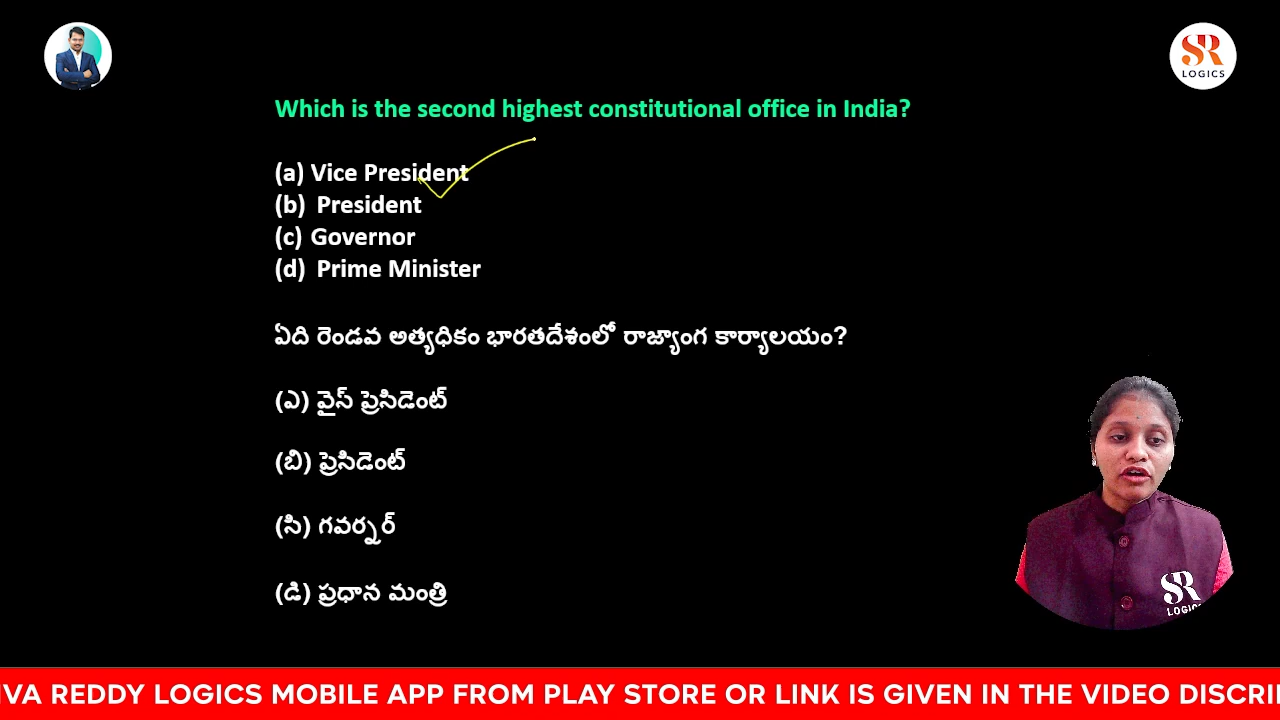 SR
LOGICS
Which is the second highest constitutional office in India?
(a) Vice President
(b) President
(c) Governor
(d) Prime Minister
ఏది రెండవ అత్యధికం భారతదేశంలో రాజ్యాంగ కార్యాలయం?
(ఎ) వైస్ ప్రెసిడెంట్
(బి) ప్రెసిడెంట్
(సి) గవర్నర్
(డి) ప్రధాన మంత్రి
SR
LOGICS
IVA REDDY LOGICS MOBILE APP FROM PLAY STORE OR LINK IS GIVEN IN THE VIDEO DISCRI